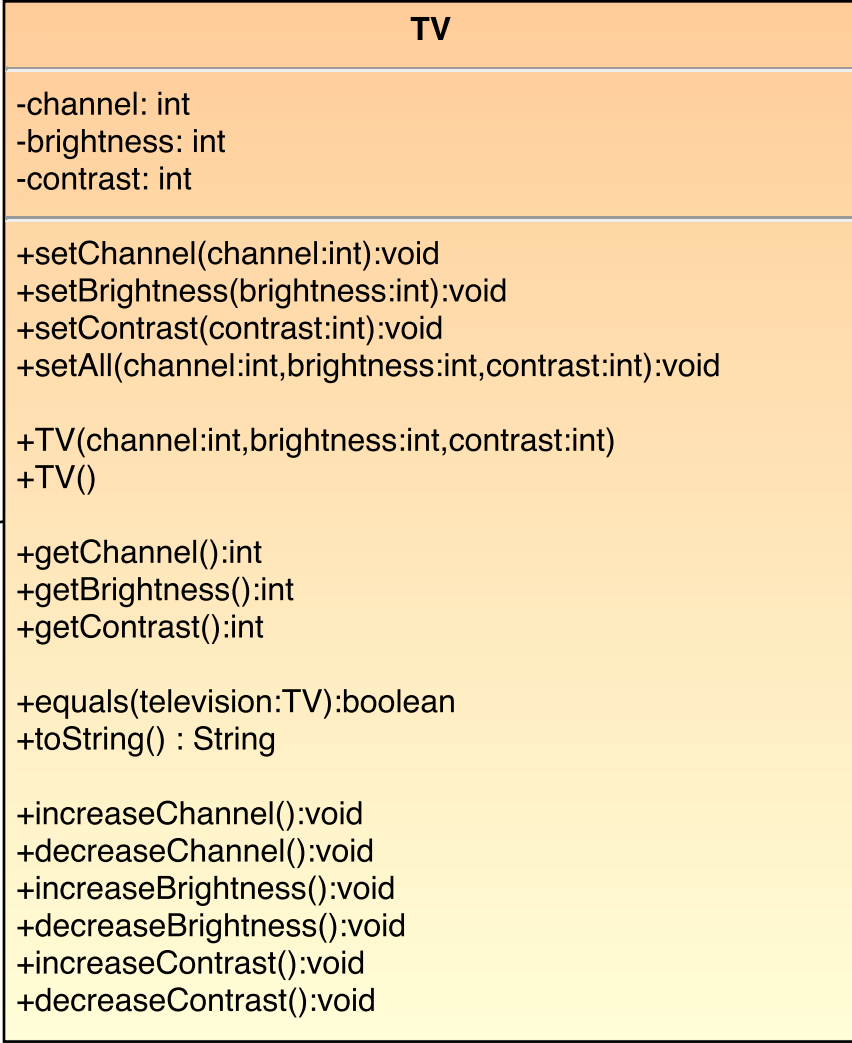 TV
-channel: int
-brightness: int
-contrast: int
+setChannel(channel:int):void
+setBrightness(brightness:int):void
+setContrast(contrast:int):void
+setAll(channel:int,brightness:int,contrast:int):void
+TV(channel:int,brightness:int,contrast:int)
+TV()
+getChannel():int
+getBrightness():int
+getContrast():int
+equals(television:TV):boolean
+toString() : String
+increaseChannel():void
+decreaseChannel():void
+increaseBrightness():void
+decreaseBrightness():void
+increaseContrast():void
+decreaseContrast():void